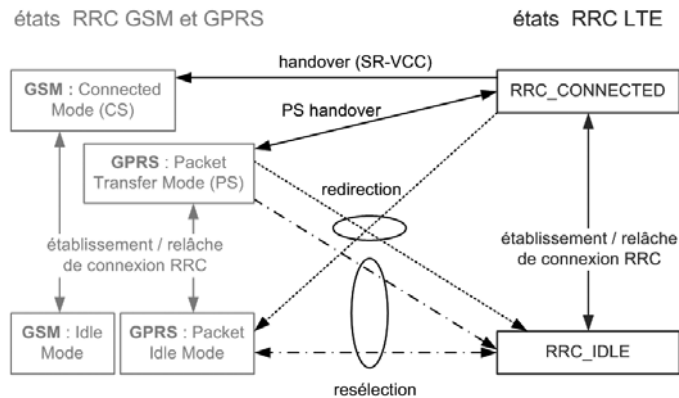 états RRC GSM et GPRS
états RRC LTE
handover (SR-VCC)
GSM : Connected
Mode (CS)
RRC_CONNECTED
PS handover
GPRS : Packet
Transfer Mode (PS)
redirection
établissement / relâche
de connexion RRC
établissement / relâche
de connexion RRC
GSM : Idle
Mode
GPRS : Packet
Idle Mode
RRC_IDLE
resélection